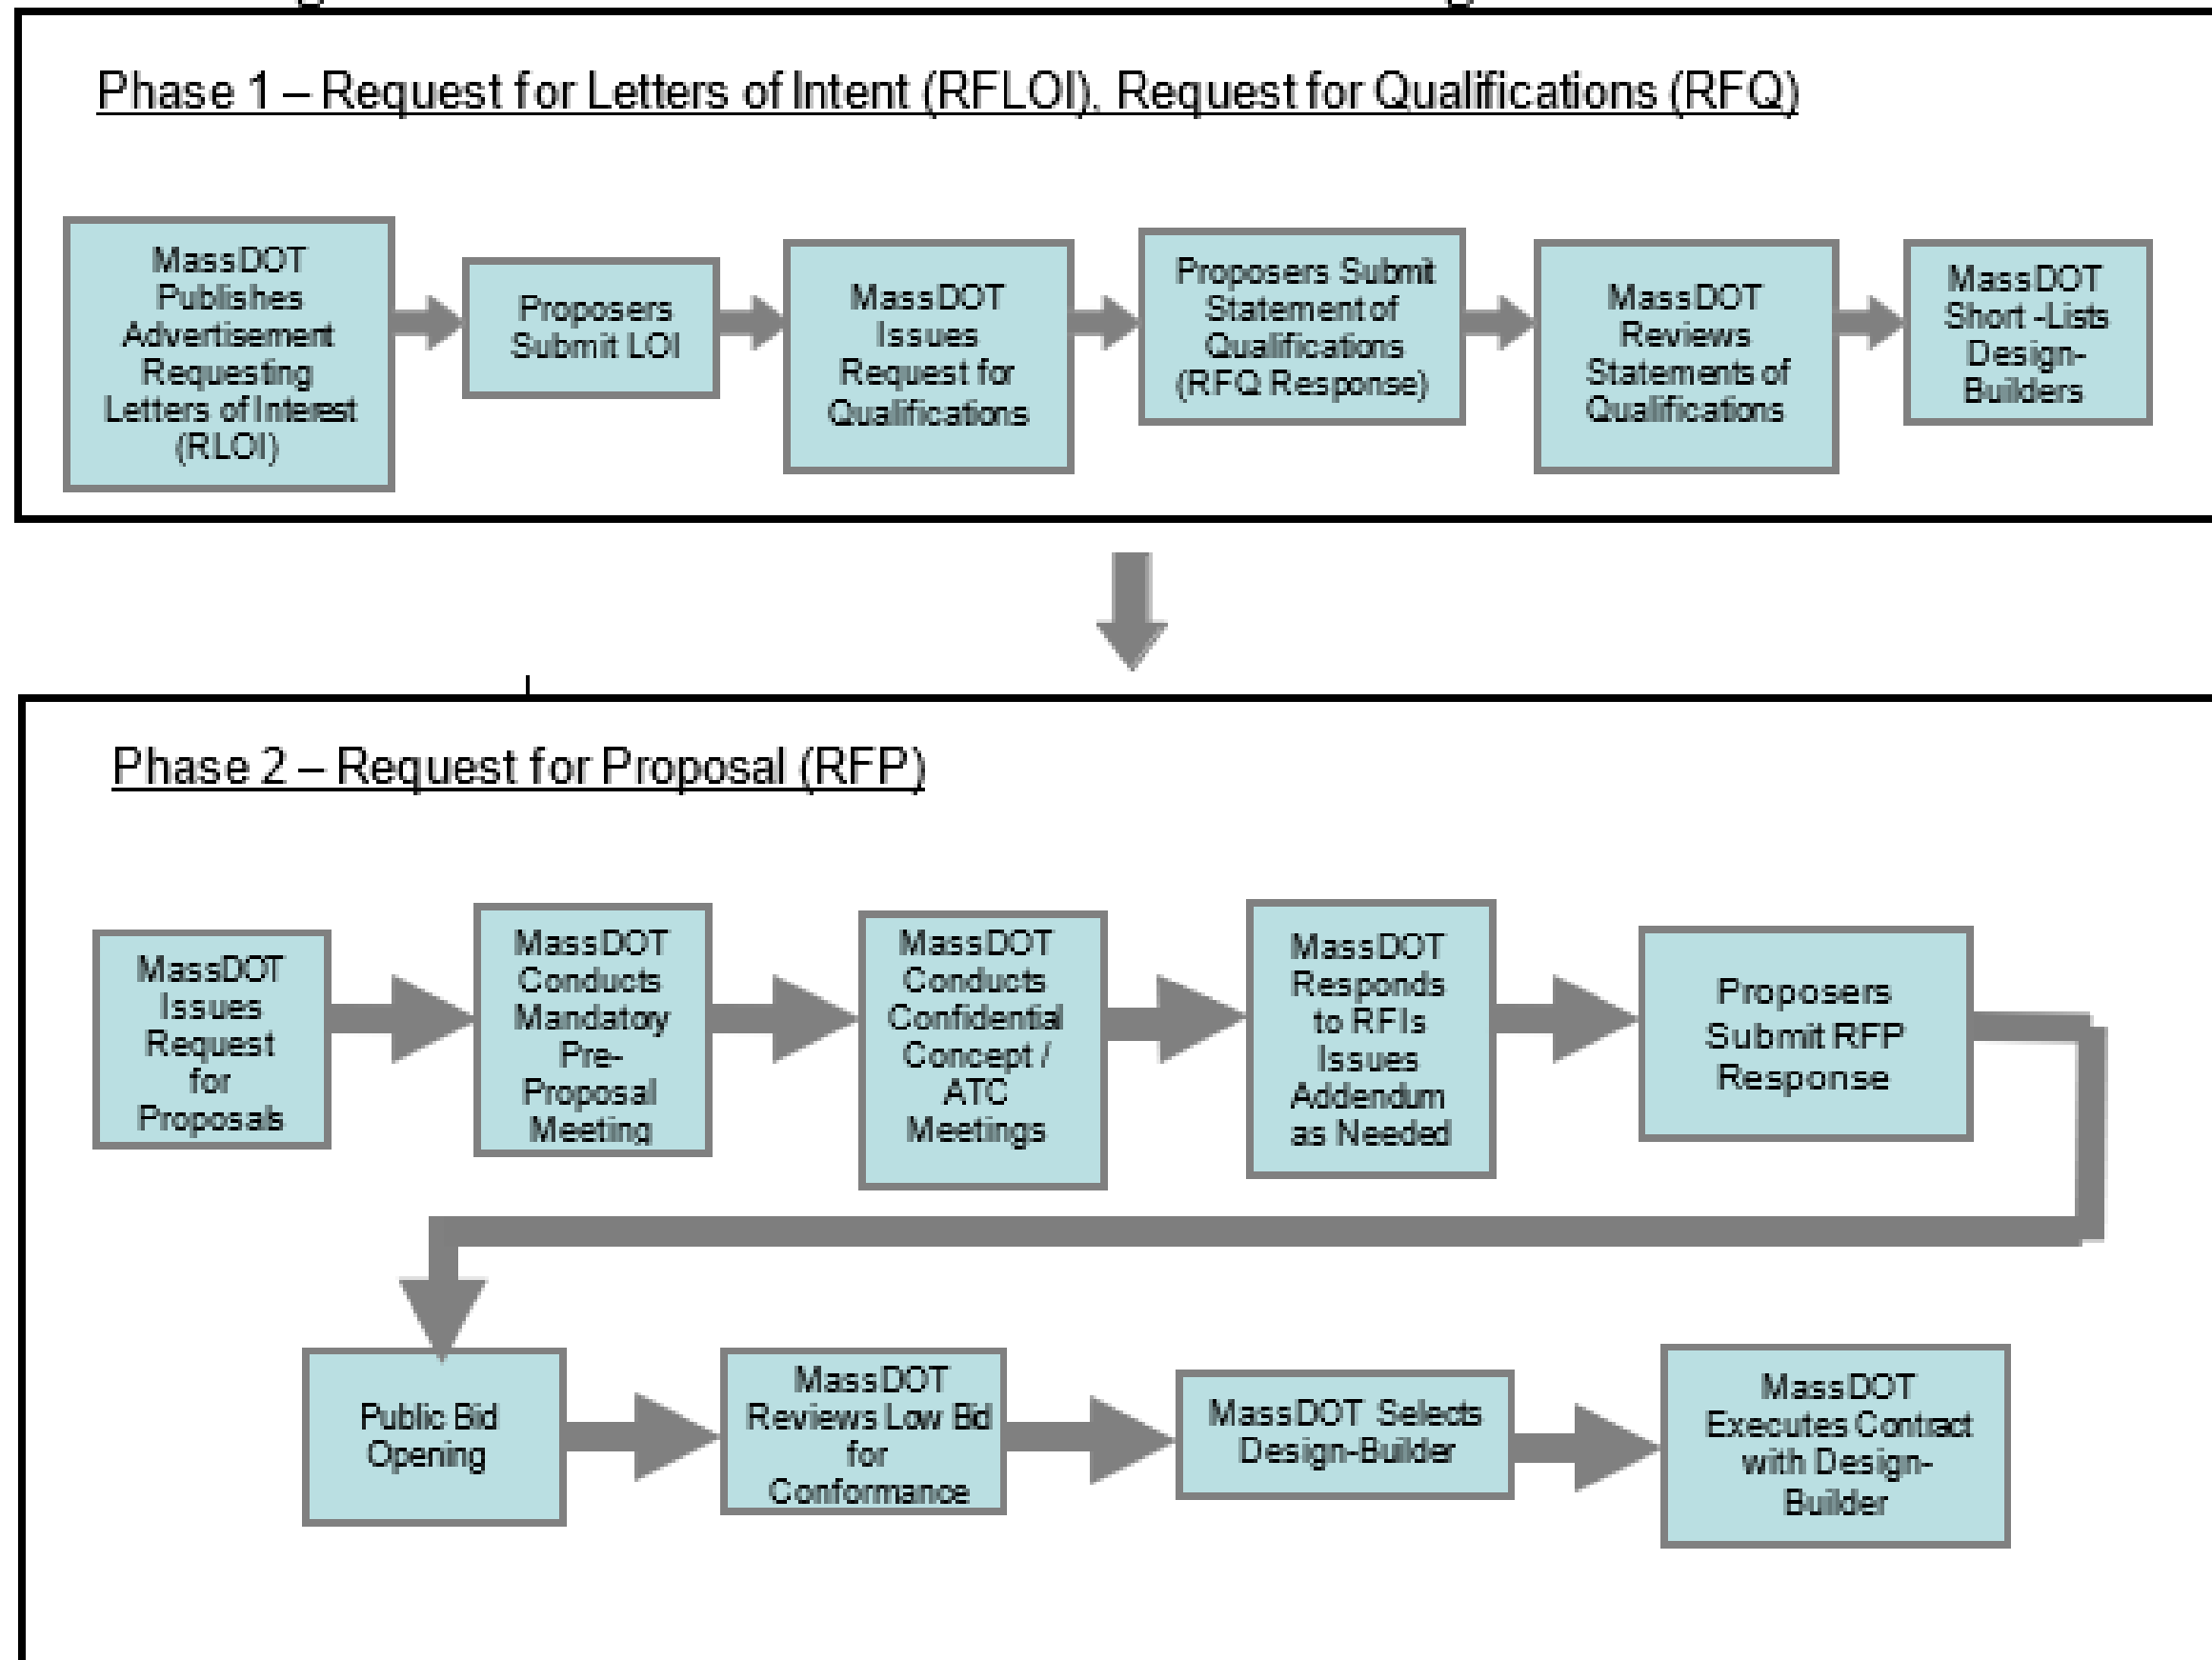 Phase 1 – Request for Letters of Intent (RFLOI), Request for Qualifications (RFQ)
MassDOT
Publishes
Advertisement
Requesting
Letters of Interest
(RLOI)
Proposers
Submit LOI
MassDOT
Issues
Request for
Qualifications
Proposers Submit
Statement of
Qualifications
(RFQ Response)
MassDOT
Reviews
Statements of
Qualifications
MassDOT
Short -Lists
Design-
Builders
Phase 2 – Request for Proposal (RFP)
MassDOT
Issues
Request
for
Proposals
MassDOT
Conducts
Mandatory
Pre-
Proposal
Meeting
MassDOT
Conducts
Confidential
Concept /
ATC
Meetings
MassDOT
Responds
to RFIs
Issues
Addendum
as Needed
Proposers
Submit RFP
Response
Public Bid
Opening
MassDOT
Reviews Low Bid
for
Conformance
MassDOT Selects
Design-Builder
MassDOT
Executes Contract
with Design-
Builder